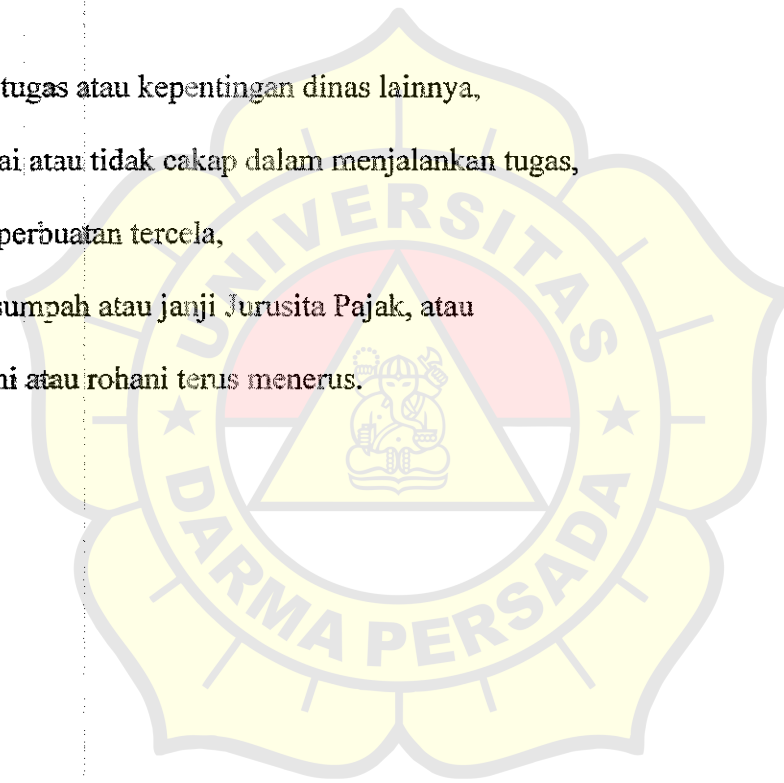 tugas atau kepentingan dinas lainnya,
ai atau tidak cakap dalam menjalankan tugas,
perbuatan tercela,
sumpah atau janji Jurusita Pajak, atau
ni atau rohani terus menerus.
UNIVERSITAS
DARMA PERSADA